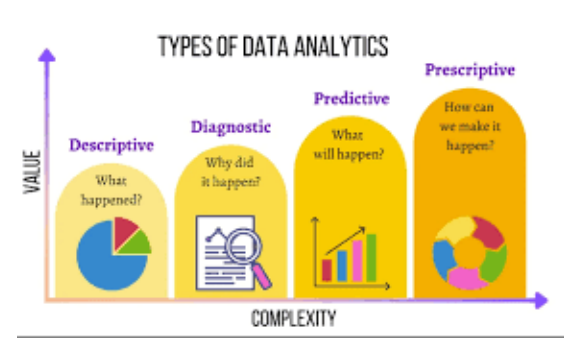 TYPES OF DATA ANALYTICS
Prescriptive
How can
we make it
happen?
Predictive
What
will happen?
Diagnostic
Why did
it happen?
Descriptive
What
happened?
VALUE
COMPLEXITY